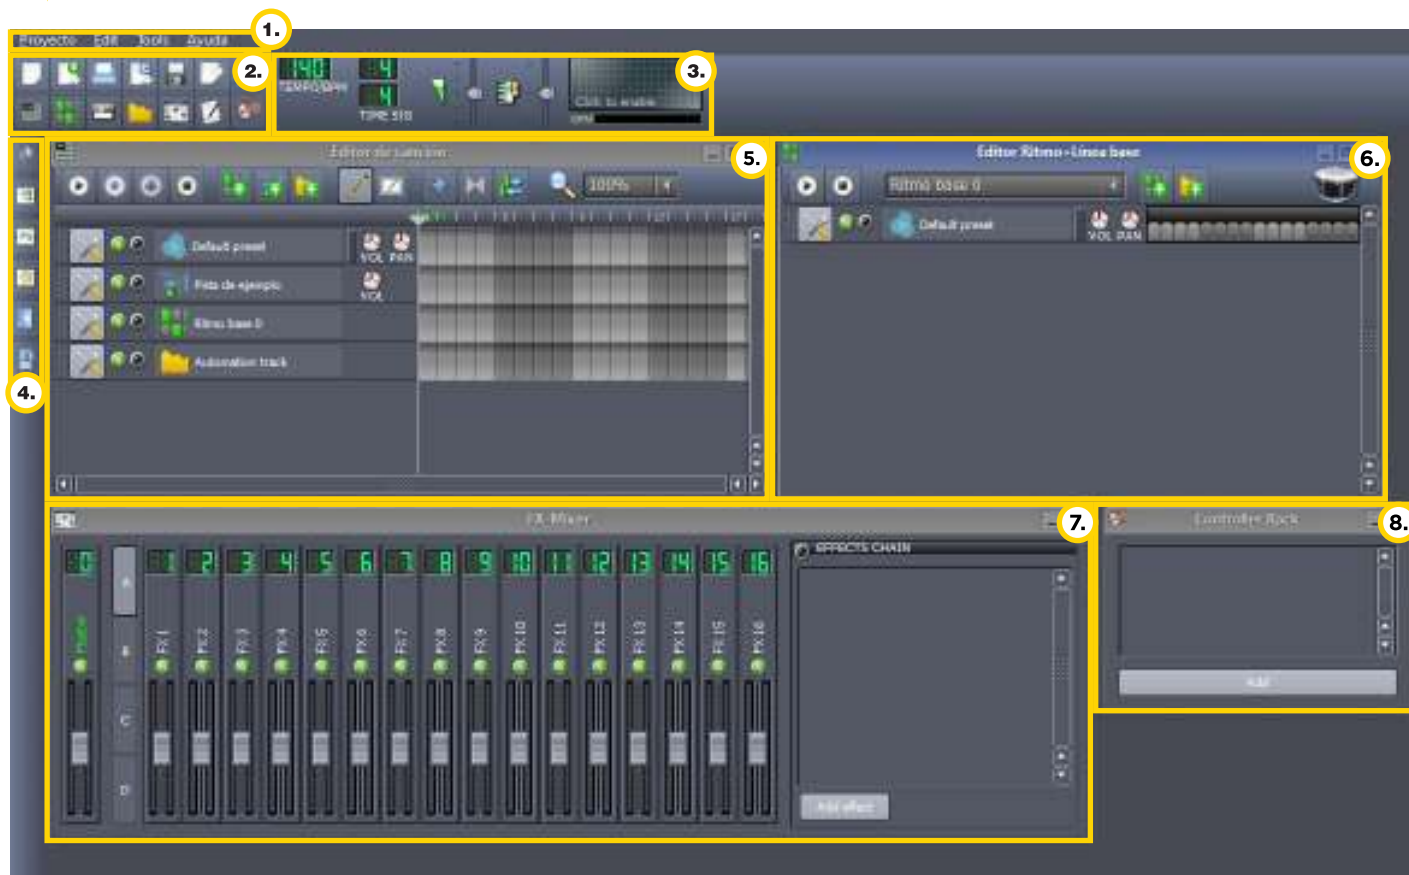 1.
Proyecto Edit Tools Ayuda
2.
140
TEMPO/BPM
4
4
TIME SIG
Click to enable
CPU
3.
4.
Editor de canción
5.
100%
Default preset
VOL PAN
Pista de ejemplo
VOL
Ritmo base 0
Automation track
Editor Ritmo+Línea base
6.
Ritmo base 0
Default preset
VOL PAN
FX-Mixer
7.
0 1 2 3 4 5 6 7 8 9 10 11 12 13 14 15 16
Master FX 1 FX 2 FX 3 FX 4 FX 5 FX 6 FX 7 FX 8 FX 9 FX 10 FX 11 FX 12 FX 13 FX 14 FX 15 FX 16
A
B
C
D
EFFECTS CHAIN
Add effect
Controller Rack
8.
Add